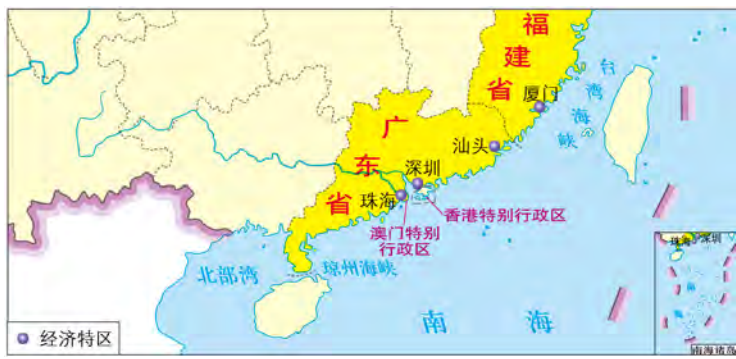 福建省
台湾海峡
厦门
广东省
汕头
深圳
珠海
香港特别行政区
澳门特别
行政区
北部湾
琼州海峡
南海
经济特区
珠海
深圳
南海
南海诸岛